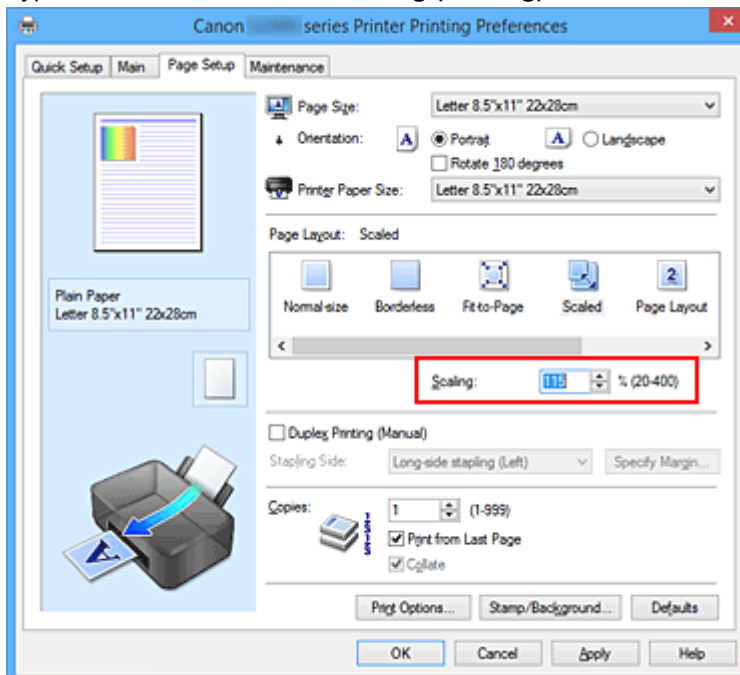 Canon series Printer Printing Preferences
Quick Setup Main Page Setup Maintenance
Page Size: Letter 8.5"x11" 22x28cm
Orientation: A Portrait A Landscape
Rotate 180 degrees
Printer Paper Size: Letter 8.5"x11" 22x28cm
Page Layout: Scaled
Normal-size Borderless Fit-to-Page Scaled Page Layout
Plain Paper
Letter 8.5"x11" 22x28cm
Scaling: 115 % (20-400)
Duplex Printing (Manual)
Stapling Side: Long-side stapling (Left) Specify Margin...
Copies: 1 (1-999)
Print from Last Page
Collate
Print Options... Stamp/Background... Defaults
OK Cancel Apply Help